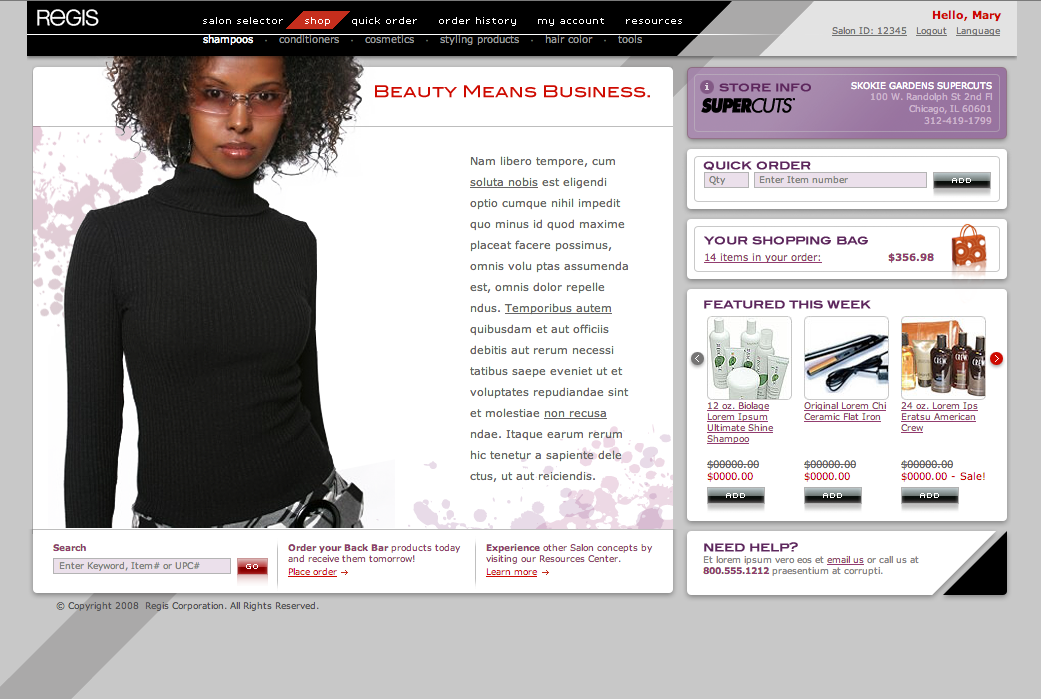 REGIS
salon selector shop quick order order history my account resources
shampoos · conditioners · cosmetics · styling products · hair color · tools
Hello, Mary
Salon ID: 12345 Logout Language
BEAUTY MEANS BUSINESS.
Nam libero tempore, cum
soluta nobis est eligendi
optio cumque nihil impedit
quo minus id quod maxime
placeat facere possimus,
omnis volu ptas assumenda
est, omnis dolor repelle
ndus. Temporibus autem
quibusdam et aut officiis
debitis aut rerum necessi
tatibus saepe eveniet ut et
voluptates repudiandae sint
et molestiae non recusa
ndae. Itaque earum rerum
hic tenetur a sapiente dele
ctus, ut aut reiciendis.
Search
Enter Keyword, Item# or UPC# GO
Order your Back Bar products today
and receive them tomorrow!
Place order →
Experience other Salon concepts by
visiting our Resources Center.
Learn more →
© Copyright 2008 Regis Corporation. All Rights Reserved.
i STORE INFO
SUPERCUTS
SKOKIE GARDENS SUPERCUTS
100 W. Randolph St 2nd Fl
Chicago, IL 60601
312-419-1799
QUICK ORDER
Qty Enter Item number ADD
YOUR SHOPPING BAG
14 items in your order: $356.98
FEATURED THIS WEEK
CREW
12 oz. Biolage
Lorem Ipsum
Ultimate Shine
Shampoo
$00000.00
$0000.00
ADD
Original Lorem Chi
Ceramic Flat Iron
$00000.00
$0000.00
ADD
24 oz. Lorem Ips
Eratsu American
Crew
$00000.00
$0000.00 - Sale!
ADD
NEED HELP?
Et lorem ipsum vero eos et email us or call us at
800.555.1212 praesentium at corrupti.